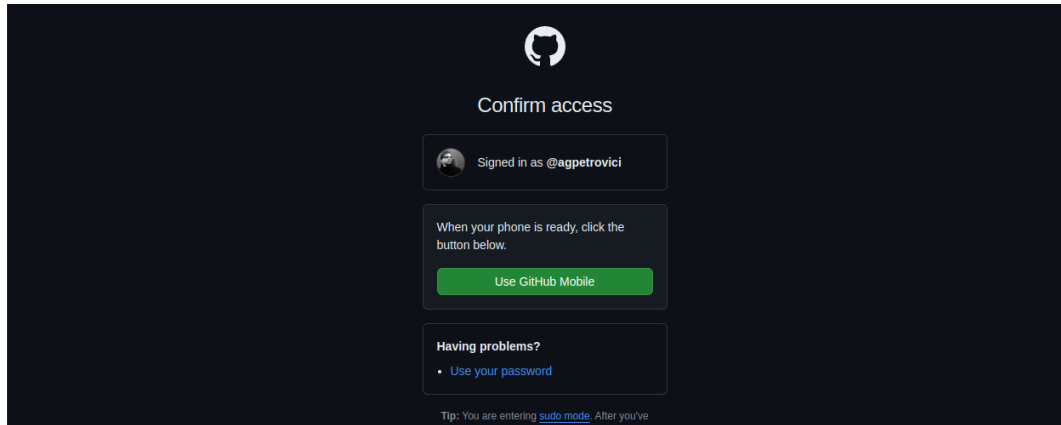 Confirm access
Signed in as @agpetrovici
When your phone is ready, click the
button below.
Use GitHub Mobile
Having problems?
• Use your password
Tip: You are entering sudo mode. After you've